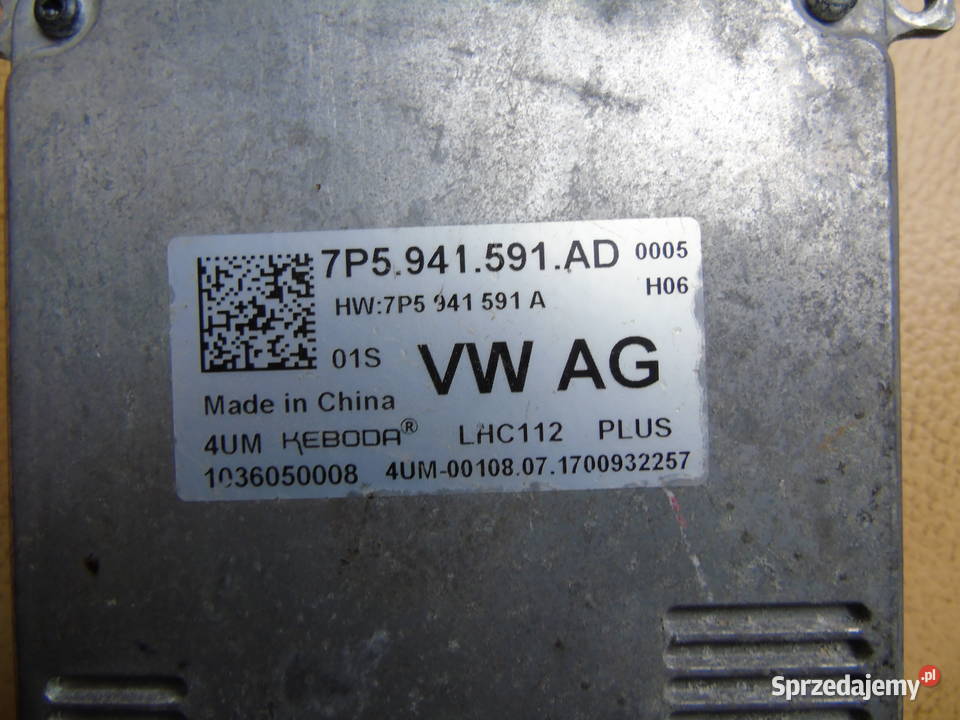 7P5.941.591.AD 0005
HW:7P5 941 591 A H06
01S VW AG
Made in China
4UM KEBODA® LHC112 PLUS
1036050008 4UM-00108.07.1700932257
Sprzedajemy.pl